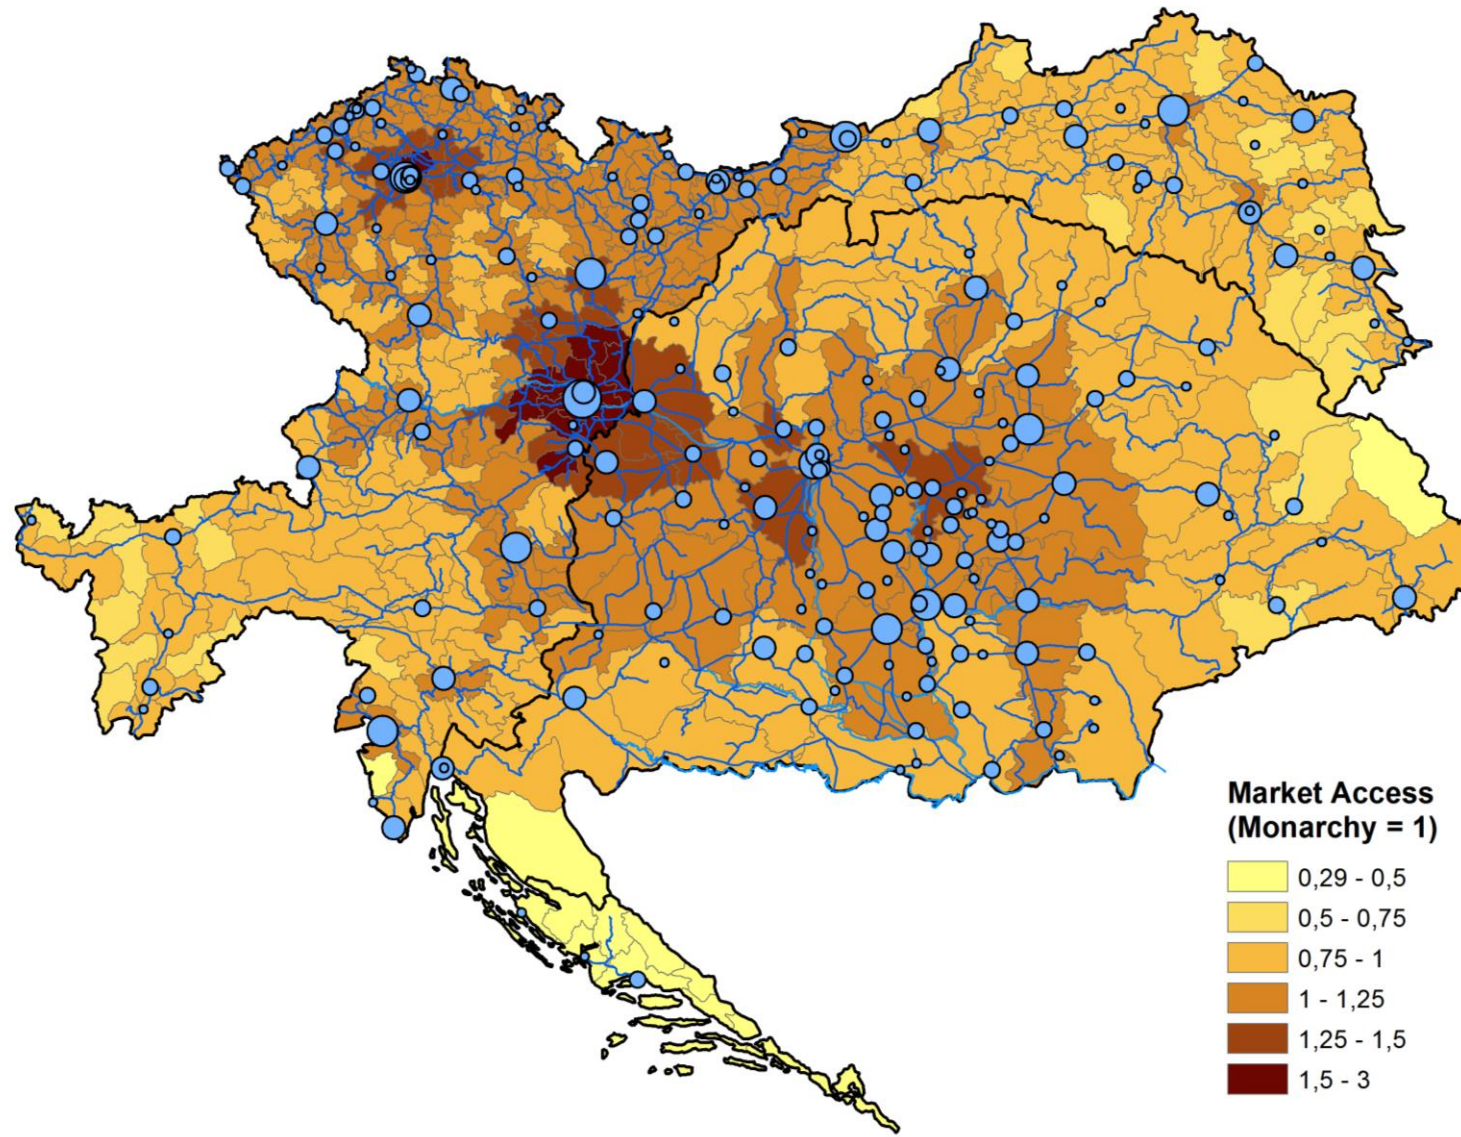 Market Access
(Monarchy = 1)
0,29 - 0,5
0,5 - 0,75
0,75 - 1
1 - 1,25
1,25 - 1,5
1,5 - 3